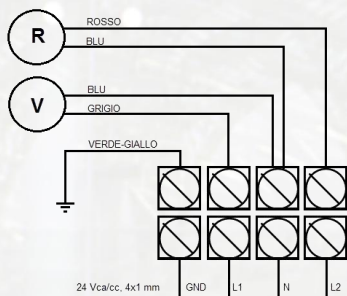 ROSSO
R
BLU
BLU
V
GRIGIO
VERDE-GIALLO
24 Vca/cc, 4x1 mm GND L1 N L2